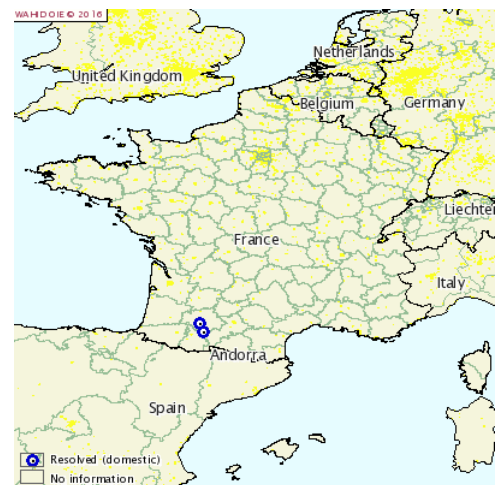 WAHID OIE © 2016
Netherlands
United Kingdom
Belgium
Germany
Liechten
France
Italy
Andorra
Spain
Resolved (domestic)
No information